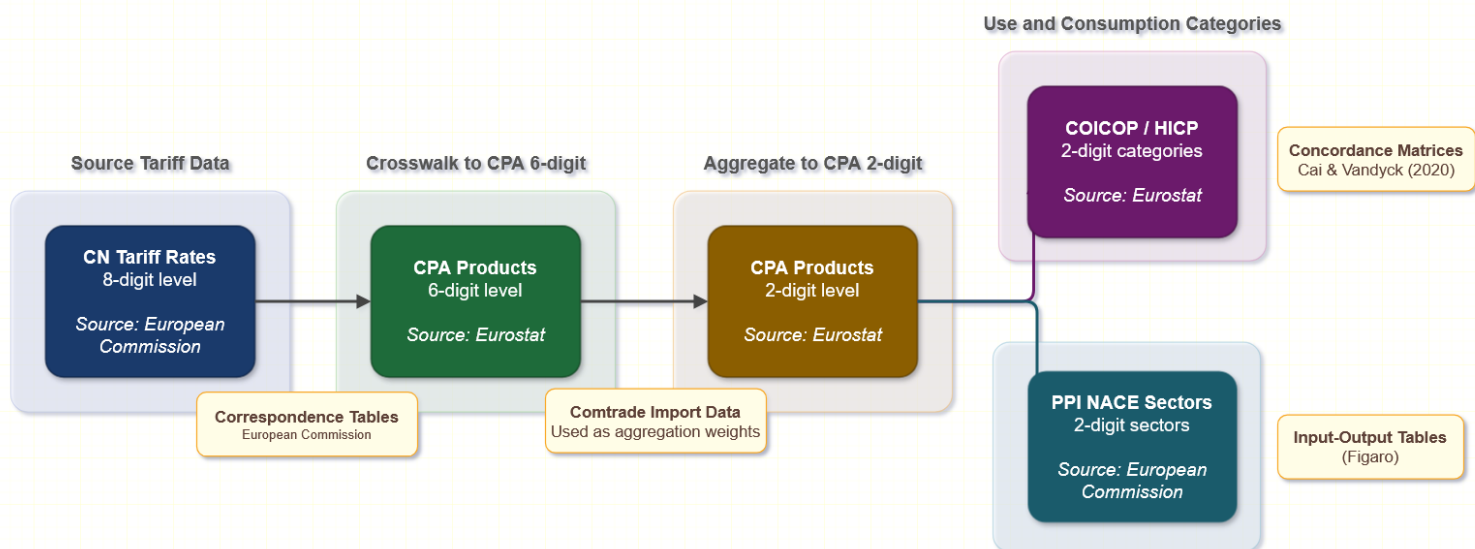 Use and Consumption Categories
Source Tariff Data
Crosswalk to CPA 6-digit
Aggregate to CPA 2-digit
CN Tariff Rates
8-digit level
Source: European
Commission
Correspondence Tables
European Commission
CPA Products
6-digit level
Source: Eurostat
Comtrade Import Data
Used as aggregation weights
CPA Products
2-digit level
Source: Eurostat
COICOP / HICP
2-digit categories
Source: Eurostat
Concordance Matrices
Cai & Vandyck (2020)
PPI NACE Sectors
2-digit sectors
Source: European
Commission
Input-Output Tables
(Figaro)